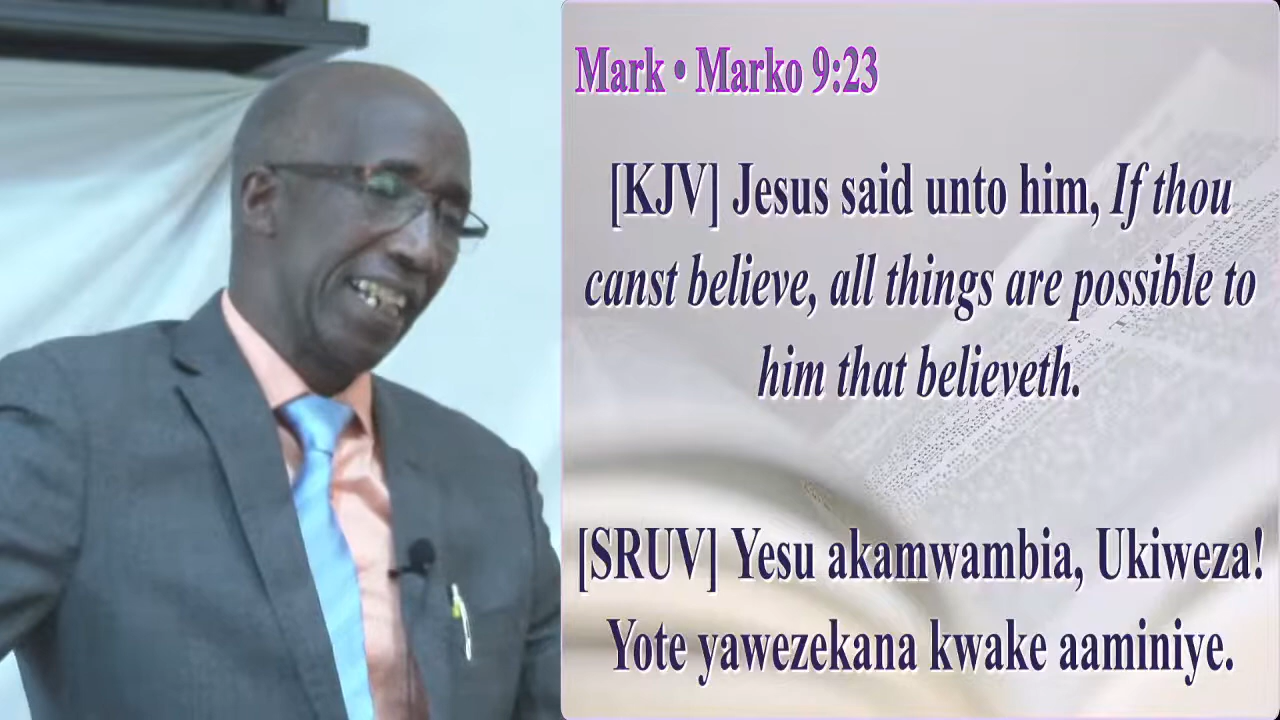 Mark • Marko 9:23
[KJV] Jesus said unto him, If thou
canst believe, all things are possible to
him that believeth.
[SRUV] Yesu akamwambia, Ukiweza!
Yote yawezekana kwake aaminiye.